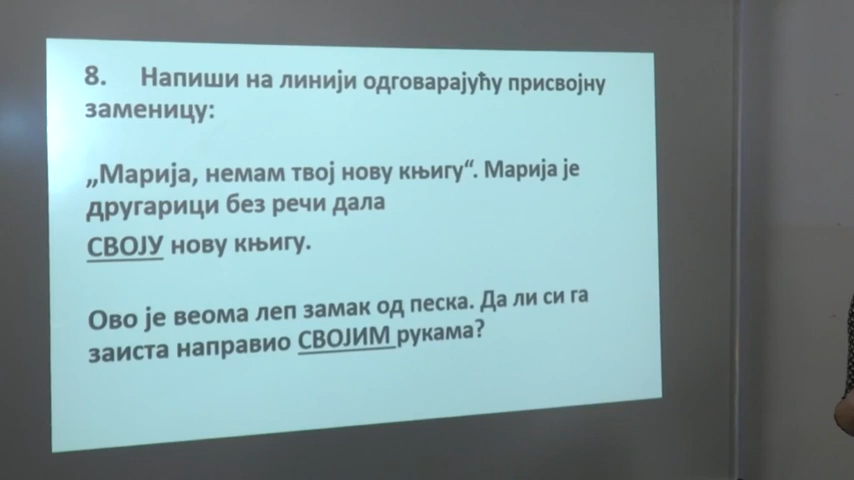 8. Напиши на линији одговарајућу присвојну
заменицу:
„Марија, немам твој нову књигу“. Марија је
другарици без речи дала
СВОЈУ нову књигу.
Ово је веома леп замак од песка. Да ли си га
заиста направио СВОЈИМ рукама?